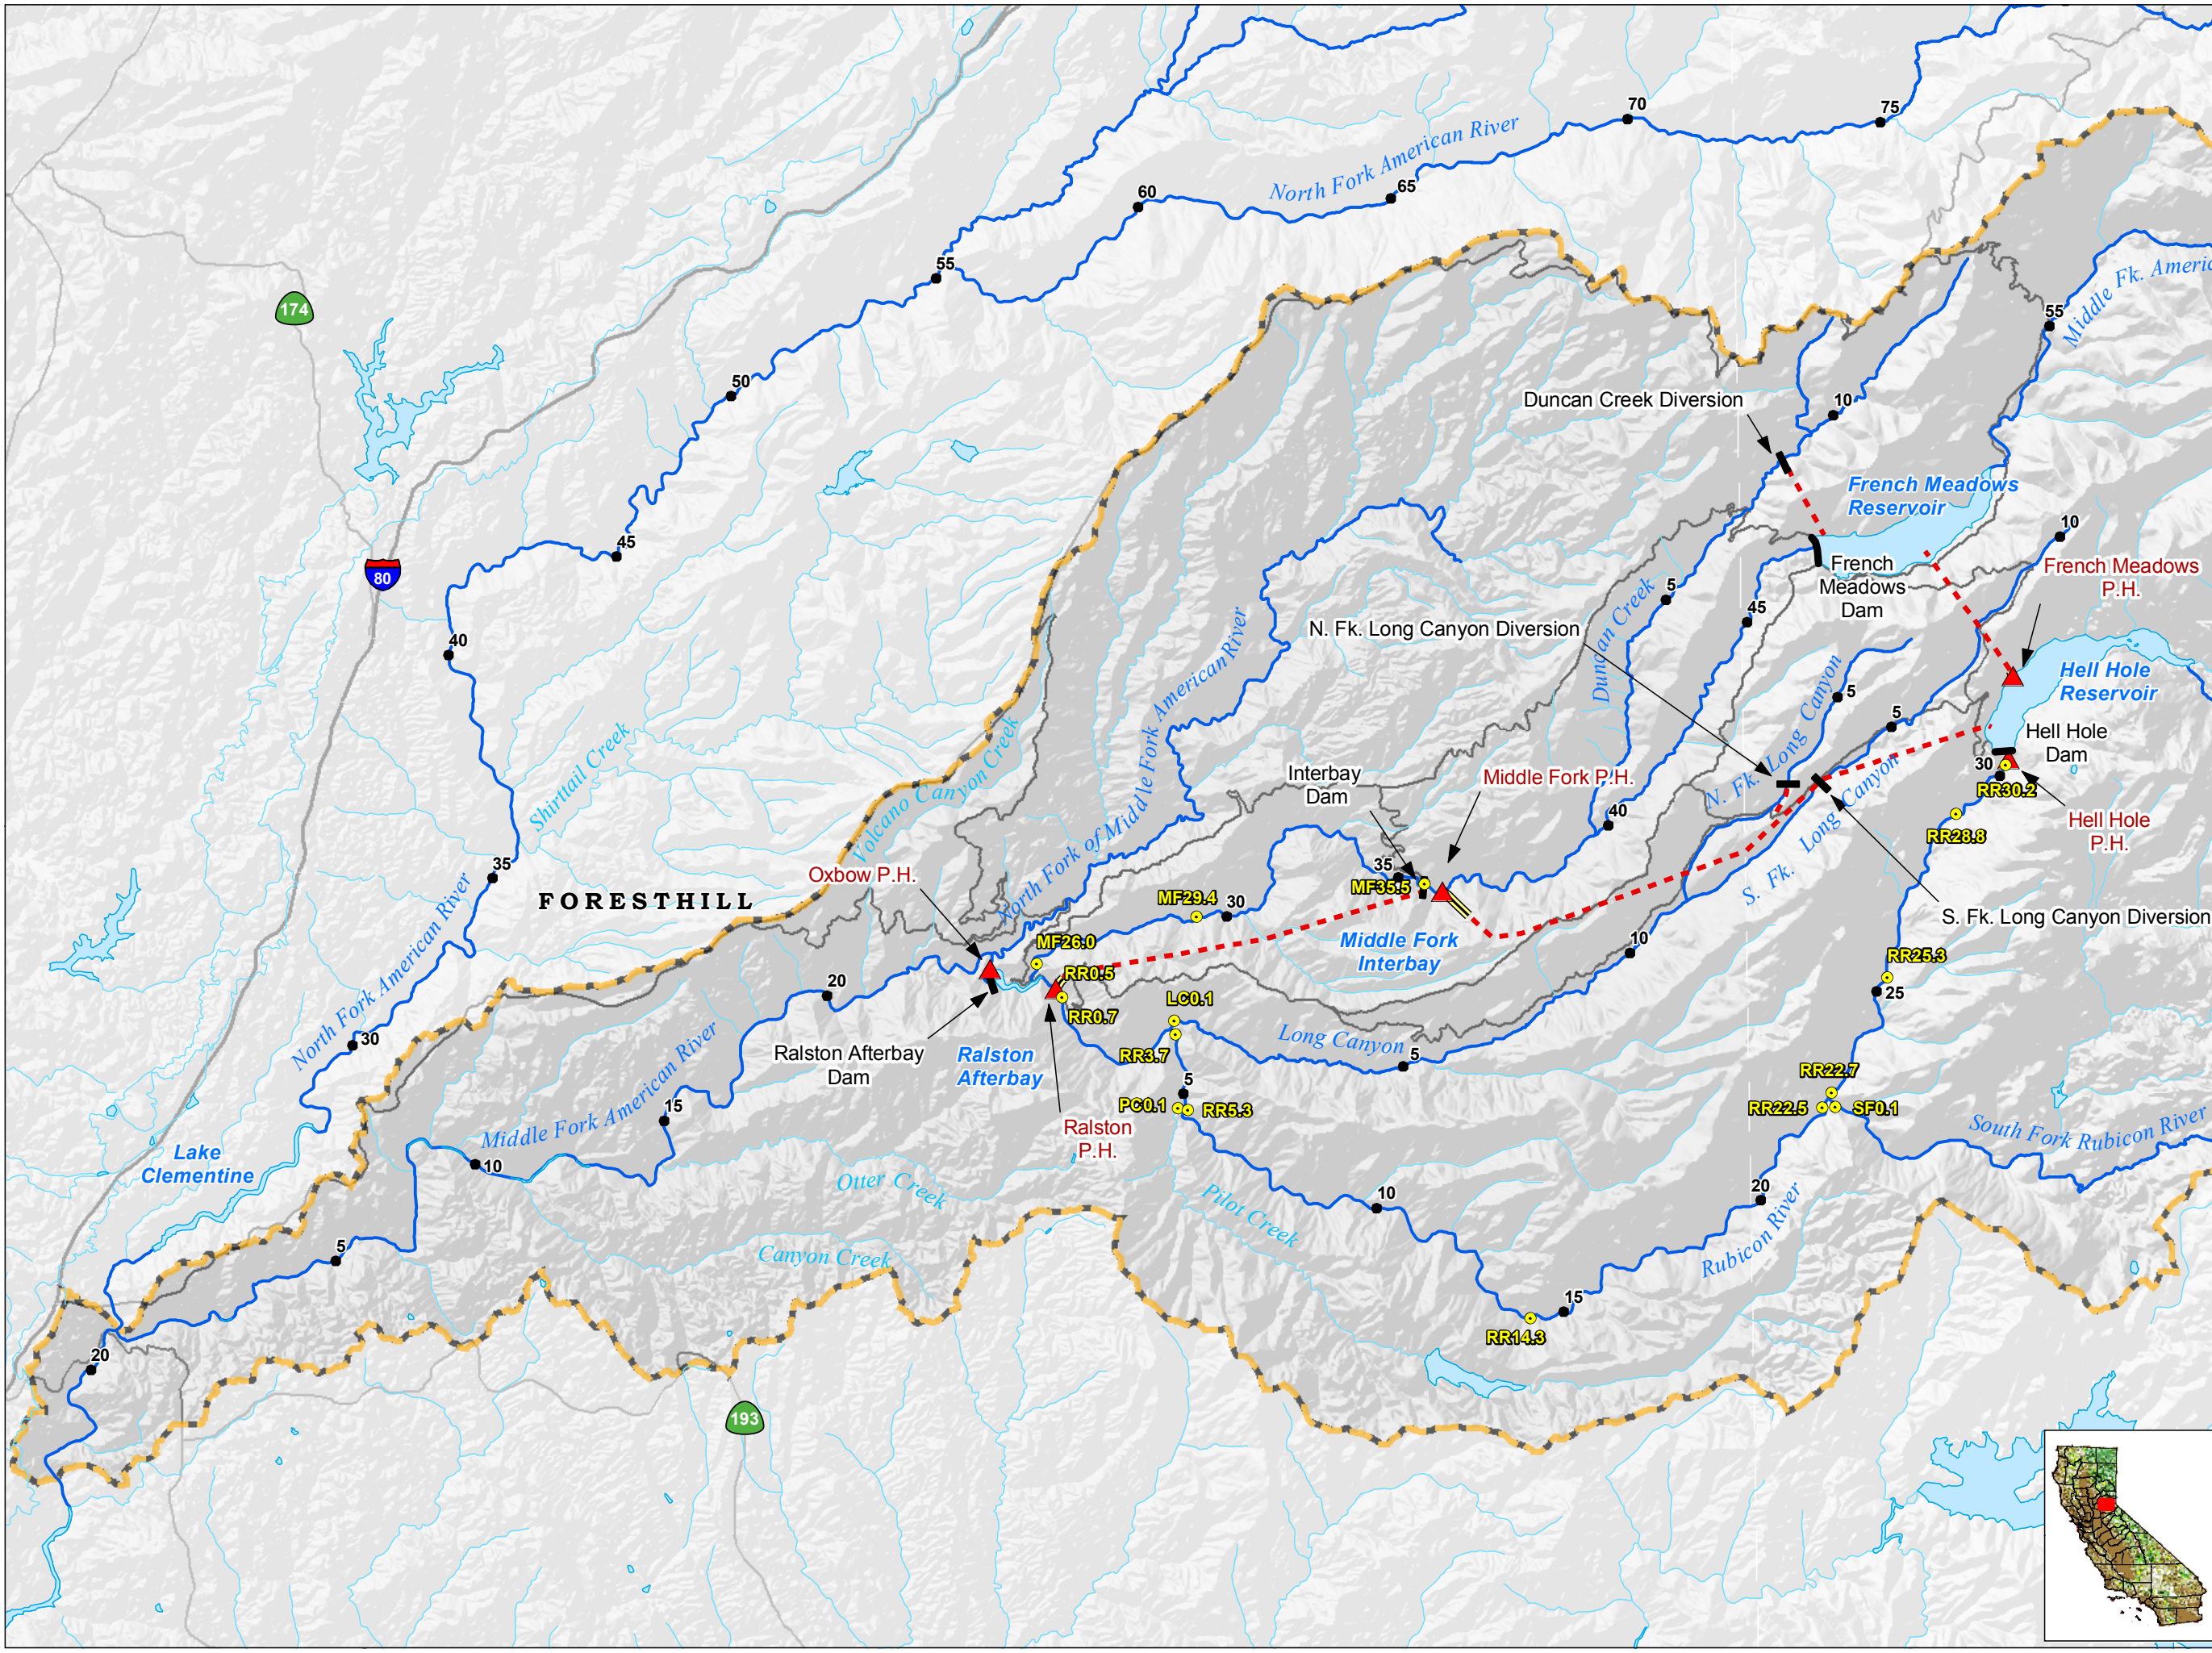 70
75
North Fork American River
65
60
55
174
50
45
80
40
35
30
North Fork American River
Shirttail Creek
FORESTHILL
Volcano Canyon Creek
North Fork of Middle Fork American River
Middle Fk. Americ
55
Duncan Creek Diversion
10
French Meadows
Reservoir
French
Meadows
Dam
10
French Meadows
P.H.
5
45
Duncan Creek
N. Fk. Long Canyon Diversion
N. Fk. Long Canyon
5
5
Hell Hole
Reservoir
Hell Hole
Dam
30
RR30.2
RR28.8
Hell Hole
P.H.
S. Fk. Long Canyon
S. Fk. Long Canyon Diversion
Interbay
Dam
Middle Fork P.H.
40
35
MF35.5
Middle Fork
Interbay
MF29.4
30
Oxbow P.H.
MF26.0
RR0.5
RR0.7
20
Ralston Afterbay
Dam
Ralston
Afterbay
Ralston
P.H.
LC0.1
RR3.7
Long Canyon
5
10
5
PC0.1
RR5.3
RR25.3
25
RR22.7
RR22.5
SF0.1
South Fork Rubicon River
20
Rubicon River
15
RR14.3
10
Pilot Creek
Otter Creek
Canyon Creek
Middle Fork American River
15
10
Lake
Clementine
5
20
193